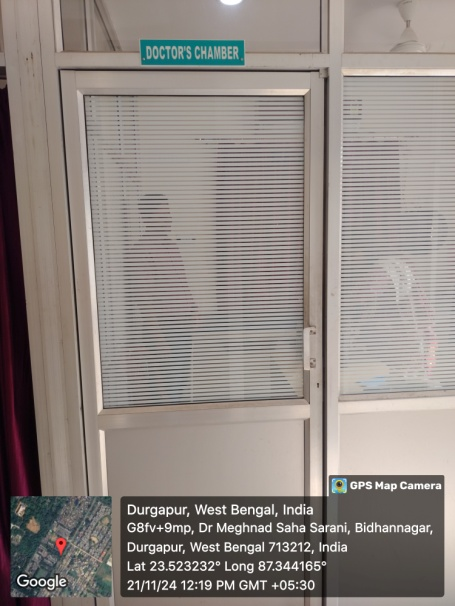 DOCTOR'S CHAMBER
GPS Map Camera
Durgapur, West Bengal, India
G8fv+9mp, Dr Meghnad Saha Sarani, Bidhannagar,
Durgapur, West Bengal 713212, India
Lat 23.523232° Long 87.344165°
21/11/24 12:19 PM GMT +05:30
Google